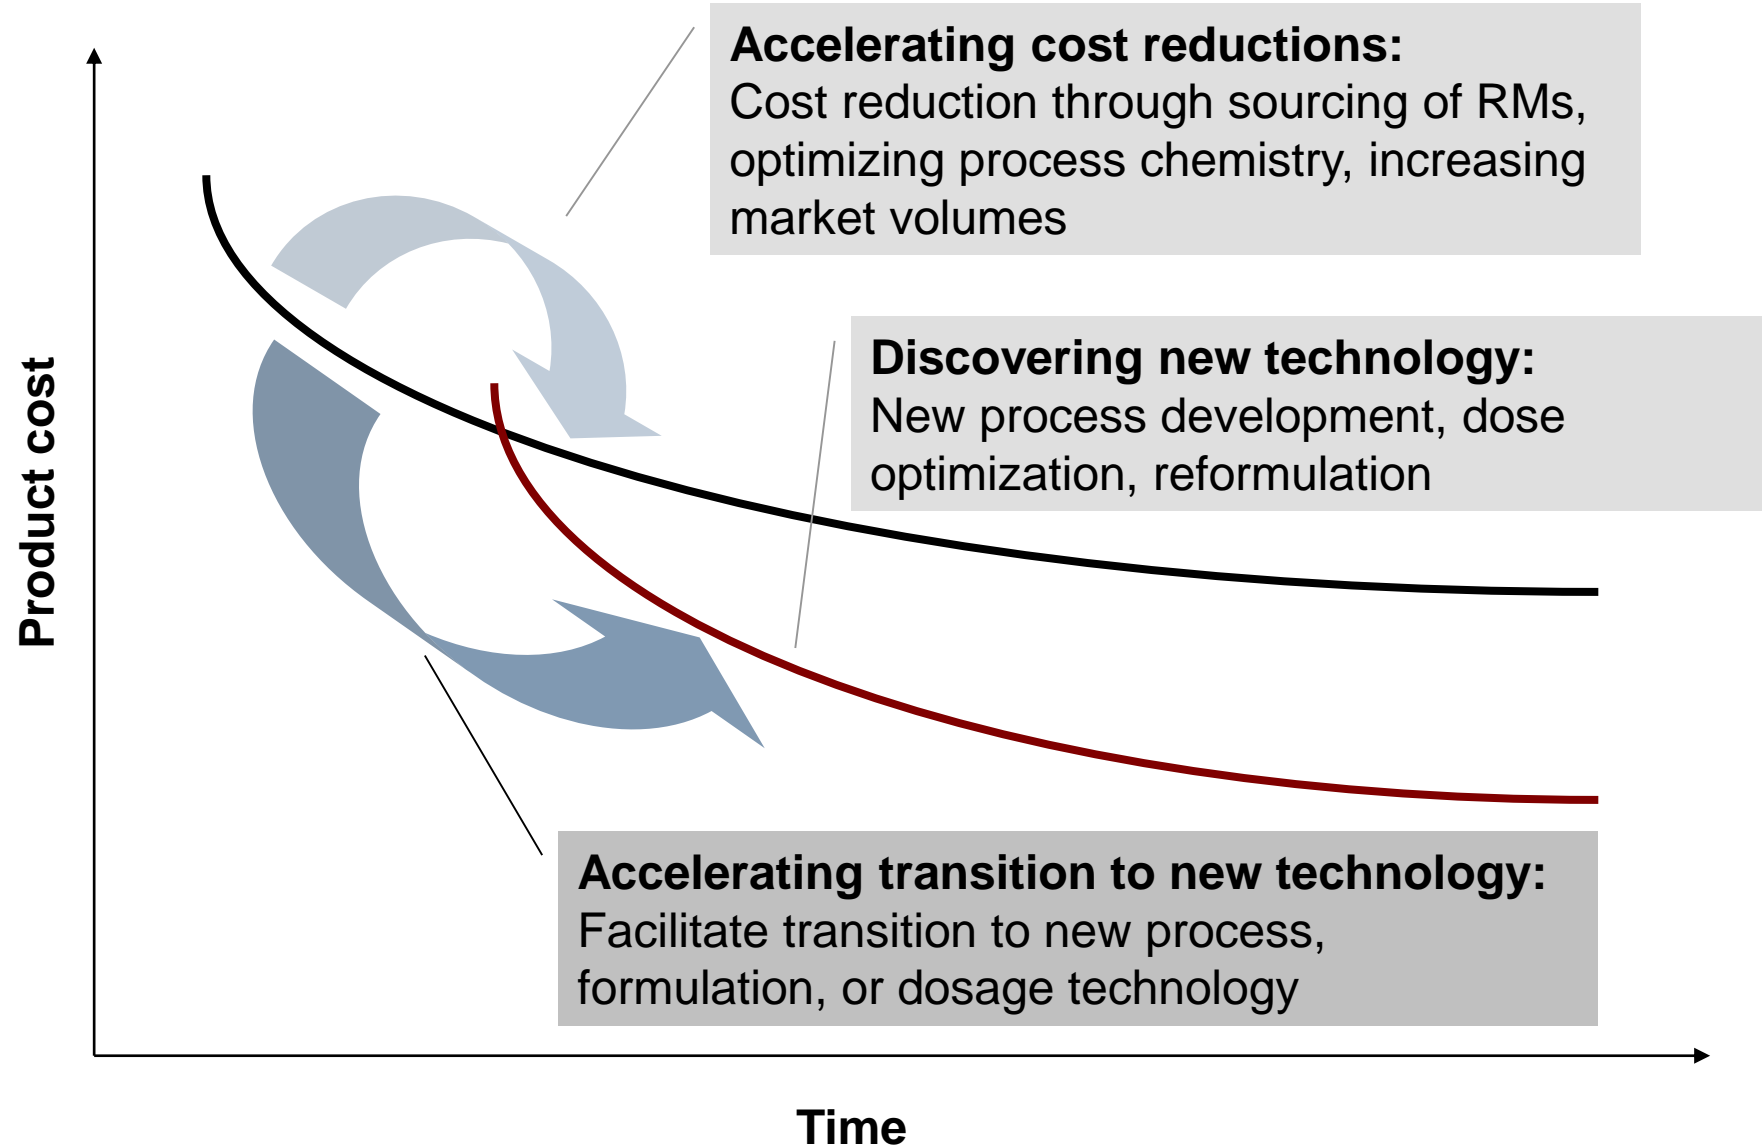 Accelerating cost reductions:
Cost reduction through sourcing of RMs,
optimizing process chemistry, increasing
market volumes
Discovering new technology:
New process development, dose
optimization, reformulation
Product cost
Accelerating transition to new technology:
Facilitate transition to new process,
formulation, or dosage technology
Time